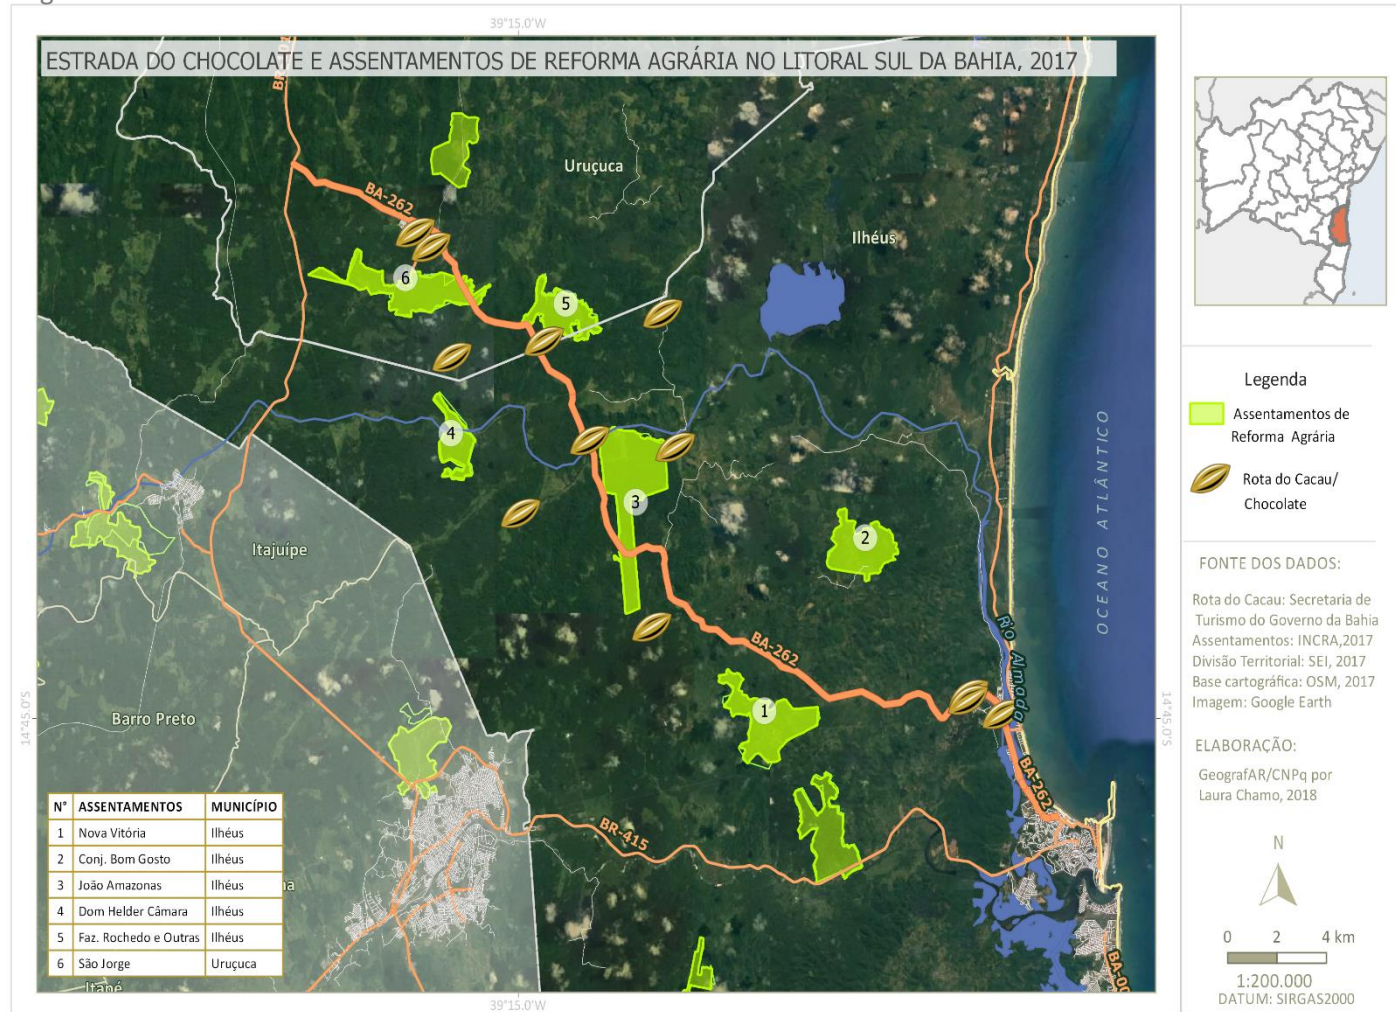 39°15.0'W
ESTRADA DO CHOCOLATE E ASSENTAMENTOS DE REFORMA AGRÁRIA NO LITORAL SUL DA BAHIA, 2017
BA-262
Uruçuca
Ilhéus
6
5
4
3
2
1
Itajuípe
BA-262
OCEANO ATLÂNTICO
Rio Almada
Barro Preto
14°45.0'S
14°45.0'S
BA-262
BR-415
Itapé
39°15.0'W
N° ASSENTAMENTOS MUNICÍPIO
1 Nova Vitória Ilhéus
2 Conj. Bom Gosto Ilhéus
3 João Amazonas Ilhéus
4 Dom Helder Câmara Ilhéus
5 Faz. Rochedo e Outras Ilhéus
6 São Jorge Uruçuca
Legenda
Assentamentos de
Reforma Agrária
Rota do Cacau/
Chocolate
FONTE DOS DADOS:
Rota do Cacau: Secretaria de
Turismo do Governo da Bahia
Assentamentos: INCRA,2017
Divisão Territorial: SEI, 2017
Base cartográfica: OSM, 2017
Imagem: Google Earth
ELABORAÇÃO:
GeografAR/CNPq por
Laura Chamo, 2018
N
0 2 4 km
1:200.000
DATUM: SIRGAS2000